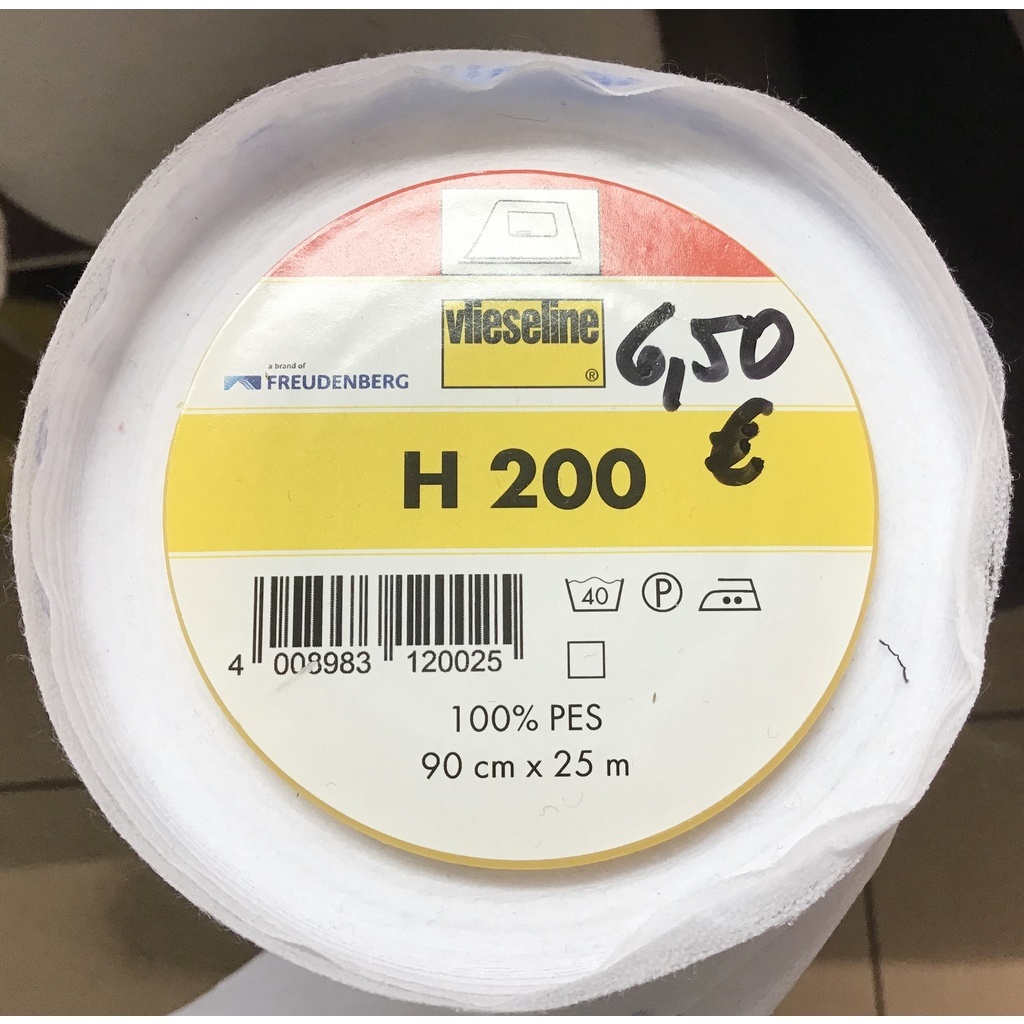 vlieseline
®
6,50
€
a brand of
FREUDENBERG
H 200
40 P
4 008983 120025
100% PES
90 cm x 25 m